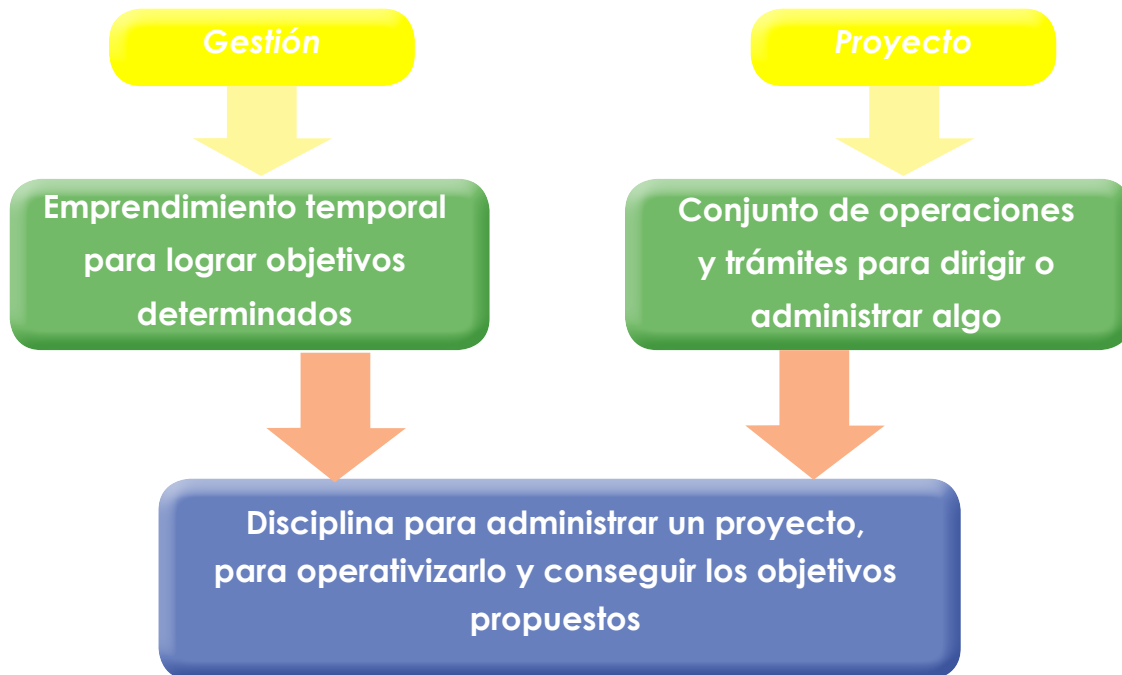 Gestión
Proyecto
Emprendimiento temporal
para lograr objetivos
determinados
Conjunto de operaciones
y trámites para dirigir o
administrar algo
Disciplina para administrar un proyecto,
para operativizarlo y conseguir los objetivos
propuestos